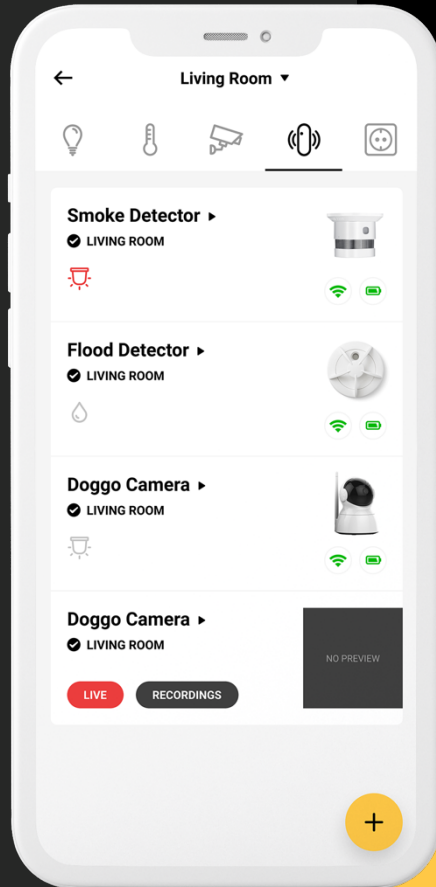 Living Room
Smoke Detector
LIVING ROOM
Flood Detector
LIVING ROOM
Doggo Camera
LIVING ROOM
Doggo Camera
LIVING ROOM
NO PREVIEW
LIVE
RECORDINGS